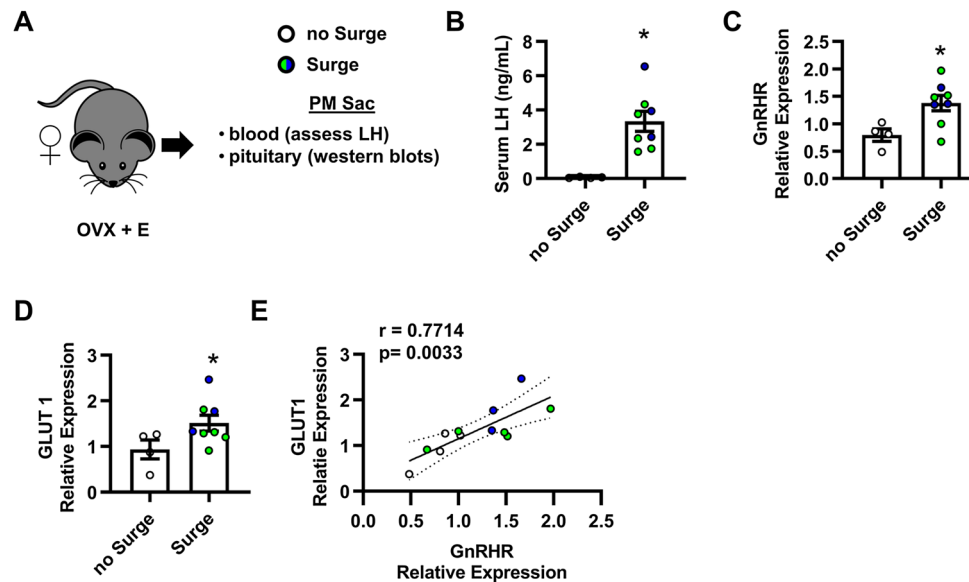 A
no Surge
Surge
PM Sac
• blood (assess LH)
• pituitary (western blots)
OVX + E
B
Serum LH (ng/mL)
8
6
4
2
0
*
no Surge
Surge
C
GnRHR
Relative Expression
2.5
2.0
1.5
1.0
0.5
0.0
*
no Surge
Surge
D
GLUT 1
Relative Expression
3
2
1
0
*
no Surge
Surge
E
r = 0.7714
p= 0.0033
GLUT1
Relatie Expression
3
2
1
0
0.0 0.5 1.0 1.5 2.0 2.5
GnRHR
Relative Expression